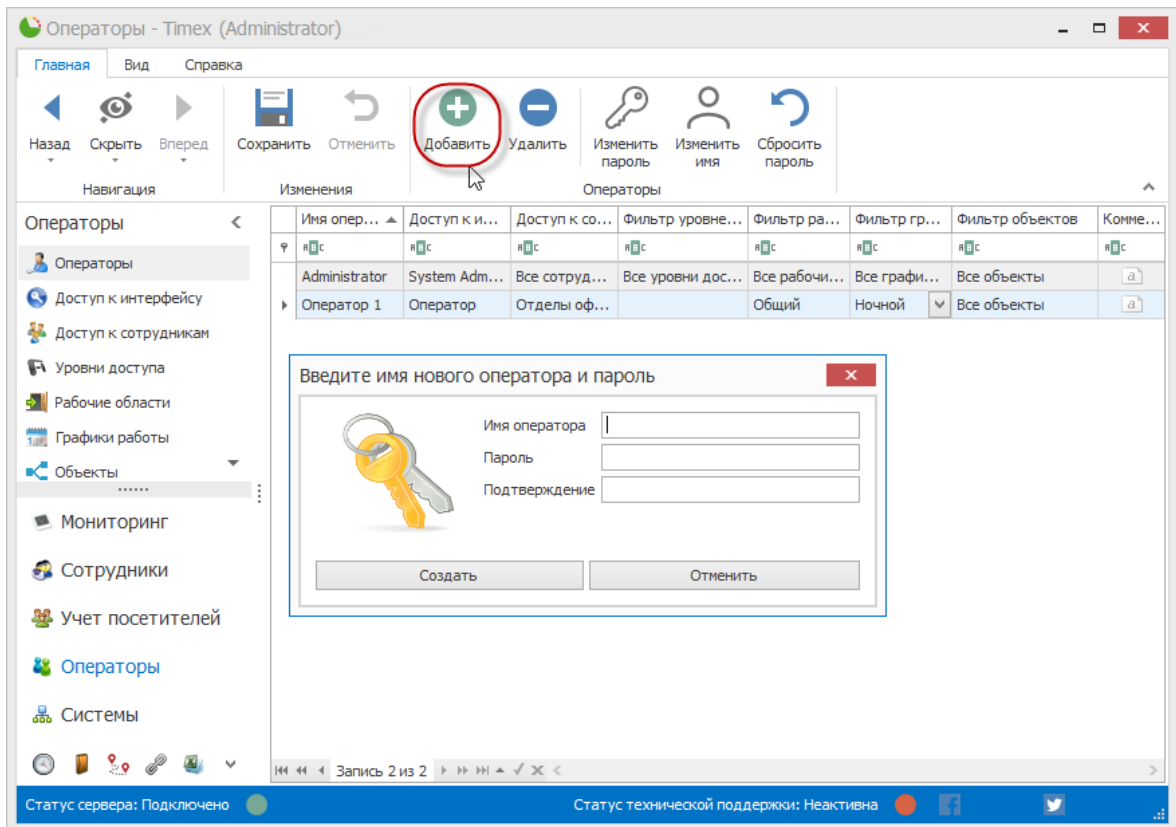 Операторы - Timex (Administrator)
Главная Вид Справка
Назад Скрыть Вперед Сохранить Отменить Добавить Удалить Изменить пароль Изменить имя Сбросить пароль
Навигация Изменения Операторы
Операторы
Имя опер... Доступ к и... Доступ к со... Фильтр уровне... Фильтр ра... Фильтр гр... Фильтр объектов Комме...
Операторы
Administrator System Adm... Все сотруд... Все уровни дос... Все рабочи... Все графи... Все объекты
Доступ к интерфейсу
Оператор 1 Оператор Отделы оф... Общий Ночной Все объекты
Доступ к сотрудникам
Уровни доступа
Рабочие области
Графики работы
Объекты
Введите имя нового оператора и пароль
Имя оператора
Пароль
Подтверждение
Создать Отменить
Мониторинг
Сотрудники
Учет посетителей
Операторы
Системы
Запись 2 из 2
Статус сервера: Подключено Статус технической поддержки: Неактивна